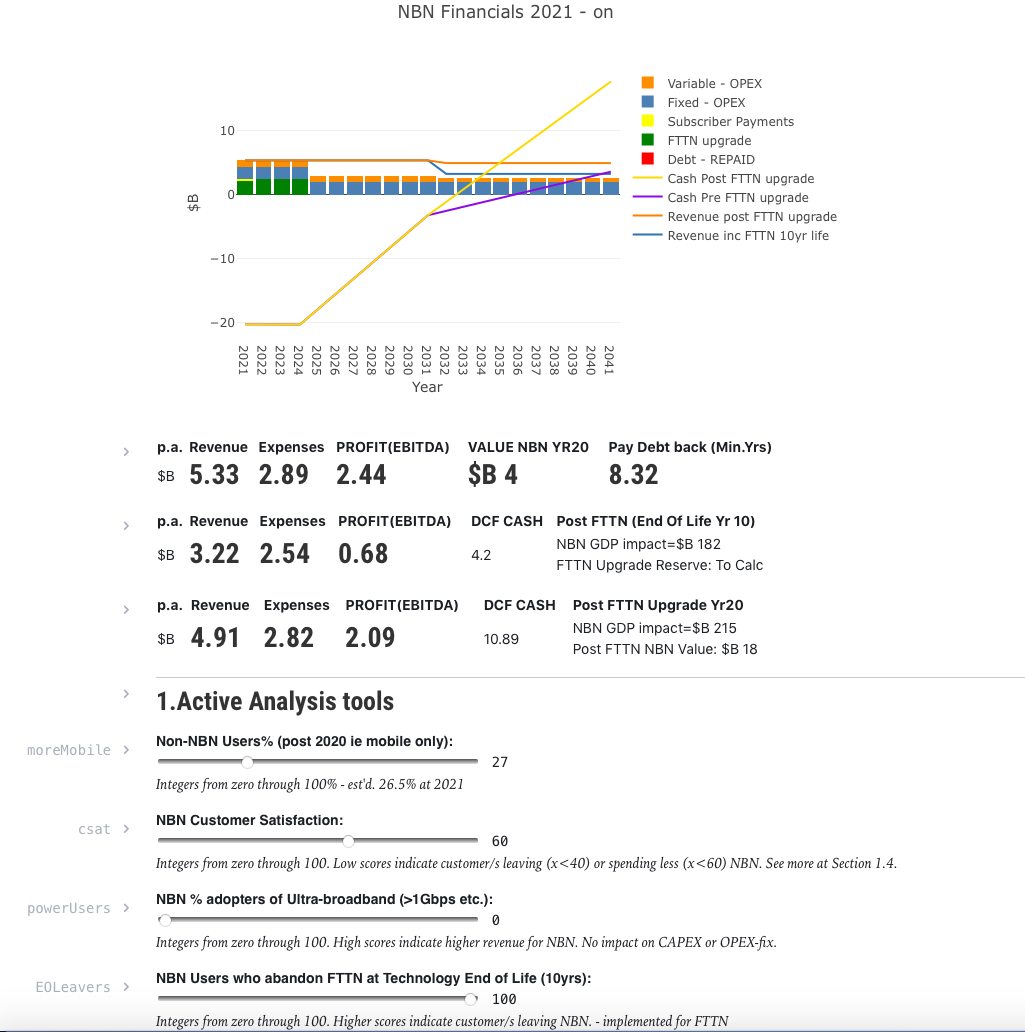 NBN Financials 2021 - on
Variable - OPEX
Fixed - OPEX
Subscriber Payments
FTTN upgrade
Debt - REPAID
Cash Post FTTN upgrade
Cash Pre FTTN upgrade
Revenue post FTTN upgrade
Revenue inc FTTN 10yr life
10
0
−10
−20
$B
2021 2022 2023 2024 2025 2026 2027 2028 2029 2030 2031 2032 2033 2034 2035 2036 2037 2038 2039 2040 2041
Year
p.a. Revenue Expenses PROFIT(EBITDA) VALUE NBN YR20 Pay Debt back (Min.Yrs)
$B 5.33 2.89 2.44 $B 4 8.32
p.a. Revenue Expenses PROFIT(EBITDA) DCF CASH Post FTTN (End Of Life Yr 10)
$B 3.22 2.54 0.68 4.2 NBN GDP impact=$B 182
FTTN Upgrade Reserve: To Calc
p.a. Revenue Expenses PROFIT(EBITDA) DCF CASH Post FTTN Upgrade Yr20
$B 4.91 2.82 2.09 10.89 NBN GDP impact=$B 215
Post FTTN NBN Value: $B 18
1.Active Analysis tools
Non-NBN Users% (post 2020 ie mobile only):
moreMobile 27
Integers from zero through 100% - est'd. 26.5% at 2021
NBN Customer Satisfaction:
csat 60
Integers from zero through 100. Low scores indicate customer/s leaving (x<40) or spending less (x<60) NBN. See more at Section 1.4.
NBN % adopters of Ultra-broadband (>1Gbps etc.):
powerUsers 0
Integers from zero through 100. High scores indicate higher revenue for NBN. No impact on CAPEX or OPEX-fix.
NBN Users who abandon FTTN at Technology End of Life (10yrs):
EOLeavers 100
Integers from zero through 100. Higher scores indicate customer/s leaving NBN. - implemented for FTTN